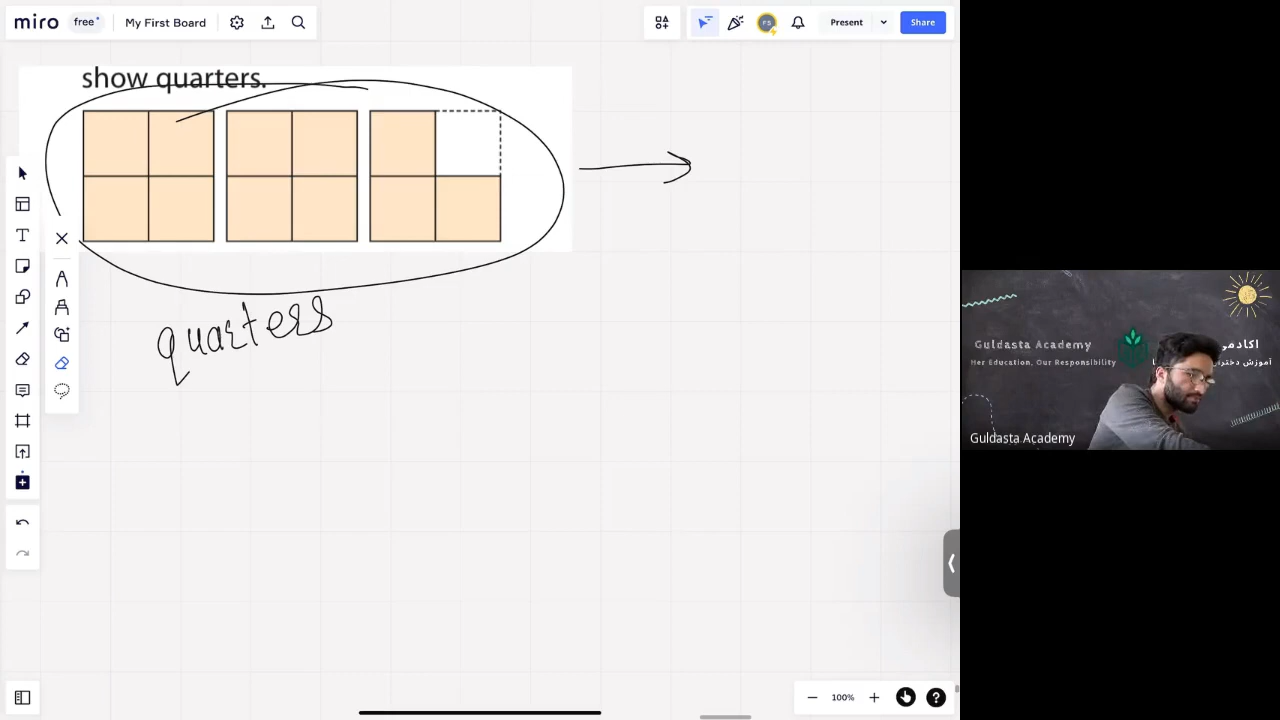 miro free My First Board Present Share
show quarters.
quarters
Guldasta Academy اکادمی
Her Education, Our Responsibility آموزش دختر
Guldasta Academy
100%